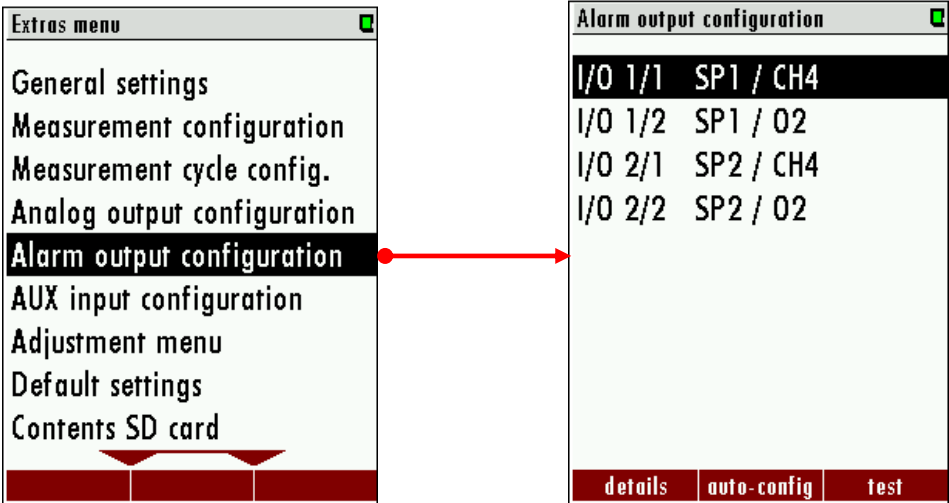 Extras menu
General settings
Measurement configuration
Measurement cycle config.
Analog output configuration
Alarm output configuration
AUX input configuration
Adjustment menu
Default settings
Contents SD card
Alarm output configuration
I/O 1/1 SP1 / CH4
I/O 1/2 SP1 / O2
I/O 2/1 SP2 / CH4
I/O 2/2 SP2 / O2
details auto-config test